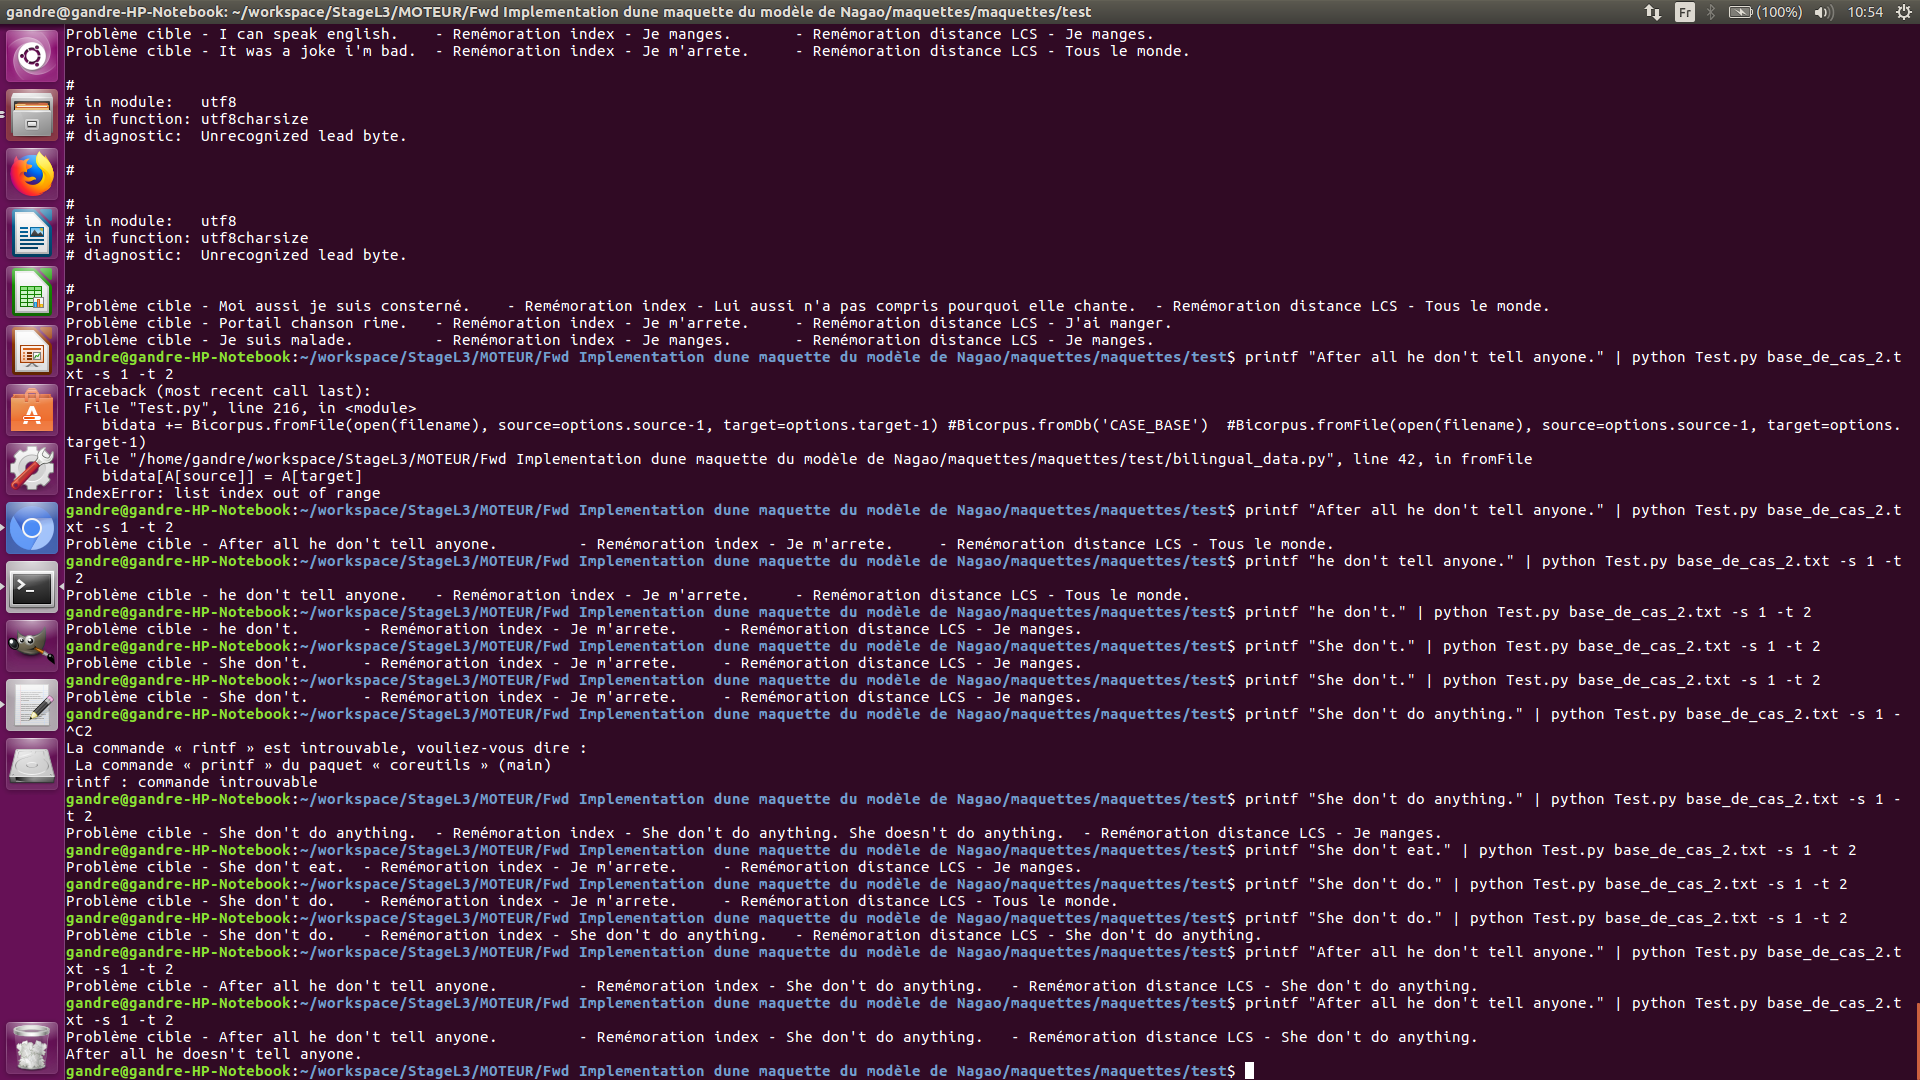 gandre@gandre-HP-Notebook: ~/workspace/StageL3/MOTEUR/Fwd Implementation dune maquette du modèle de Nagao/maquettes/maquettes/test
Fr (100%) 10:54
Problème cible - I can speak english.    - Remémoration index - Je manges.       - Remémoration distance LCS - Je manges.
Problème cible - It was a joke i'm bad.  - Remémoration index - Je m'arrete.     - Remémoration distance LCS - Tous le monde.
#
# in module:   utf8
# in function: utf8charsize
# diagnostic:  Unrecognized lead byte.
#
#
# in module:   utf8
# in function: utf8charsize
# diagnostic:  Unrecognized lead byte.
#
Problème cible - Moi aussi je suis consterné.    - Remémoration index - Lui aussi n'a pas compris pourquoi elle chante.  - Remémoration distance LCS - Tous le monde.
Problème cible - Portail chanson rime.   - Remémoration index - Je m'arrete.     - Remémoration distance LCS - J'ai manger.
Problème cible - Je suis malade.         - Remémoration index - Je manges.       - Remémoration distance LCS - Je manges.
gandre@gandre-HP-Notebook:~/workspace/StageL3/MOTEUR/Fwd Implementation dune maquette du modèle de Nagao/maquettes/maquettes/test$ printf "After all he don't tell anyone." | python Test.py base_de_cas_2.t
xt -s 1 -t 2
Traceback (most recent call last):
  File "Test.py", line 216, in <module>
    bidata += Bicorpus.fromFile(open(filename), source=options.source-1, target=options.target-1) #Bicorpus.fromDb('CASE_BASE')  #Bicorpus.fromFile(open(filename), source=options.source-1, target=options.
target-1)
  File "/home/gandre/workspace/StageL3/MOTEUR/Fwd Implementation dune maquette du modèle de Nagao/maquettes/maquettes/test/bilingual_data.py", line 42, in fromFile
    bidata[A[source]] = A[target]
IndexError: list index out of range
gandre@gandre-HP-Notebook:~/workspace/StageL3/MOTEUR/Fwd Implementation dune maquette du modèle de Nagao/maquettes/maquettes/test$ printf "After all he don't tell anyone." | python Test.py base_de_cas_2.t
xt -s 1 -t 2
Problème cible - After all he don't tell anyone.         - Remémoration index - Je m'arrete.     - Remémoration distance LCS - Tous le monde.
gandre@gandre-HP-Notebook:~/workspace/StageL3/MOTEUR/Fwd Implementation dune maquette du modèle de Nagao/maquettes/maquettes/test$ printf "he don't tell anyone." | python Test.py base_de_cas_2.txt -s 1 -t
 2
Problème cible - he don't tell anyone.   - Remémoration index - Je m'arrete.     - Remémoration distance LCS - Tous le monde.
gandre@gandre-HP-Notebook:~/workspace/StageL3/MOTEUR/Fwd Implementation dune maquette du modèle de Nagao/maquettes/maquettes/test$ printf "he don't." | python Test.py base_de_cas_2.txt -s 1 -t 2
Problème cible - he don't.       - Remémoration index - Je m'arrete.     - Remémoration distance LCS - Je manges.
gandre@gandre-HP-Notebook:~/workspace/StageL3/MOTEUR/Fwd Implementation dune maquette du modèle de Nagao/maquettes/maquettes/test$ printf "She don't." | python Test.py base_de_cas_2.txt -s 1 -t 2
Problème cible - She don't.      - Remémoration index - Je m'arrete.     - Remémoration distance LCS - Je manges.
gandre@gandre-HP-Notebook:~/workspace/StageL3/MOTEUR/Fwd Implementation dune maquette du modèle de Nagao/maquettes/maquettes/test$ printf "She don't." | python Test.py base_de_cas_2.txt -s 1 -t 2
Problème cible - She don't.      - Remémoration index - Je m'arrete.     - Remémoration distance LCS - Je manges.
gandre@gandre-HP-Notebook:~/workspace/StageL3/MOTEUR/Fwd Implementation dune maquette du modèle de Nagao/maquettes/maquettes/test$ printf "She don't do anything." | python Test.py base_de_cas_2.txt -s 1 -
^C2
La commande « rintf » est introuvable, vouliez-vous dire :
 La commande « printf » du paquet « coreutils » (main)
rintf : commande introuvable
gandre@gandre-HP-Notebook:~/workspace/StageL3/MOTEUR/Fwd Implementation dune maquette du modèle de Nagao/maquettes/maquettes/test$ printf "She don't do anything." | python Test.py base_de_cas_2.txt -s 1 -
t 2
Problème cible - She don't do anything.  - Remémoration index - She don't do anything. She doesn't do anything.  - Remémoration distance LCS - Je manges.
gandre@gandre-HP-Notebook:~/workspace/StageL3/MOTEUR/Fwd Implementation dune maquette du modèle de Nagao/maquettes/maquettes/test$ printf "She don't eat." | python Test.py base_de_cas_2.txt -s 1 -t 2
Problème cible - She don't eat.  - Remémoration index - Je m'arrete.     - Remémoration distance LCS - Je manges.
gandre@gandre-HP-Notebook:~/workspace/StageL3/MOTEUR/Fwd Implementation dune maquette du modèle de Nagao/maquettes/maquettes/test$ printf "She don't do." | python Test.py base_de_cas_2.txt -s 1 -t 2
Problème cible - She don't do.   - Remémoration index - Je m'arrete.     - Remémoration distance LCS - Tous le monde.
gandre@gandre-HP-Notebook:~/workspace/StageL3/MOTEUR/Fwd Implementation dune maquette du modèle de Nagao/maquettes/maquettes/test$ printf "She don't do." | python Test.py base_de_cas_2.txt -s 1 -t 2
Problème cible - She don't do.   - Remémoration index - She don't do anything.   - Remémoration distance LCS - She don't do anything.
gandre@gandre-HP-Notebook:~/workspace/StageL3/MOTEUR/Fwd Implementation dune maquette du modèle de Nagao/maquettes/maquettes/test$ printf "After all he don't tell anyone." | python Test.py base_de_cas_2.t
xt -s 1 -t 2
Problème cible - After all he don't tell anyone.         - Remémoration index - She don't do anything.   - Remémoration distance LCS - She don't do anything.
gandre@gandre-HP-Notebook:~/workspace/StageL3/MOTEUR/Fwd Implementation dune maquette du modèle de Nagao/maquettes/maquettes/test$ printf "After all he don't tell anyone." | python Test.py base_de_cas_2.t
xt -s 1 -t 2
Problème cible - After all he don't tell anyone.         - Remémoration index - She don't do anything.   - Remémoration distance LCS - She don't do anything.
After all he doesn't tell anyone.
gandre@gandre-HP-Notebook:~/workspace/StageL3/MOTEUR/Fwd Implementation dune maquette du modèle de Nagao/maquettes/maquettes/test$